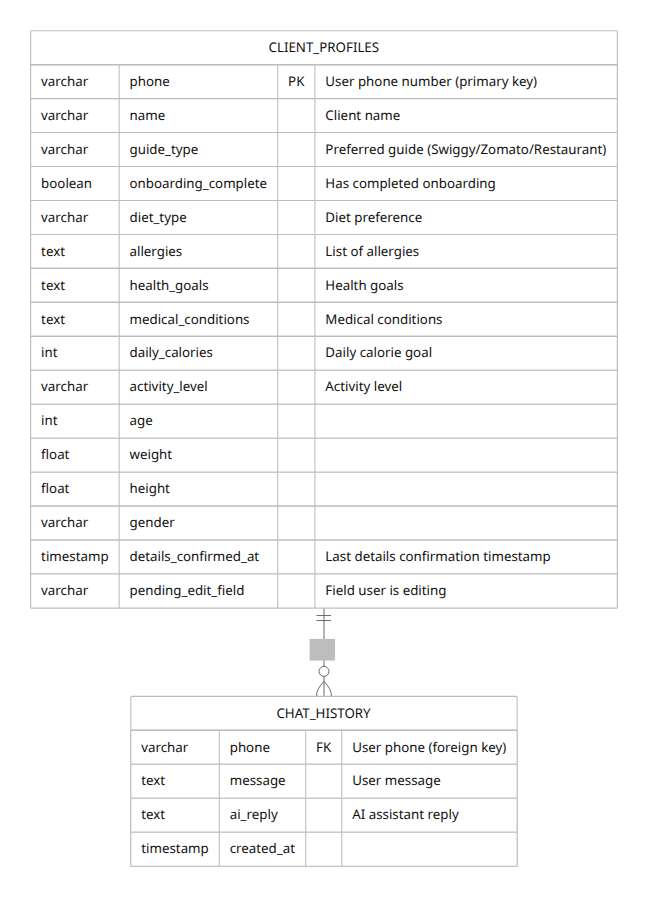 CLIENT_PROFILES
varchar phone PK User phone number (primary key)
varchar name Client name
varchar guide_type Preferred guide (Swiggy/Zomato/Restaurant)
boolean onboarding_complete Has completed onboarding
varchar diet_type Diet preference
text allergies List of allergies
text health_goals Health goals
text medical_conditions Medical conditions
int daily_calories Daily calorie goal
varchar activity_level Activity level
int age
float weight
float height
varchar gender
timestamp details_confirmed_at Last details confirmation timestamp
varchar pending_edit_field Field user is editing
CHAT_HISTORY
varchar phone FK User phone (foreign key)
text message User message
text ai_reply AI assistant reply
timestamp created_at